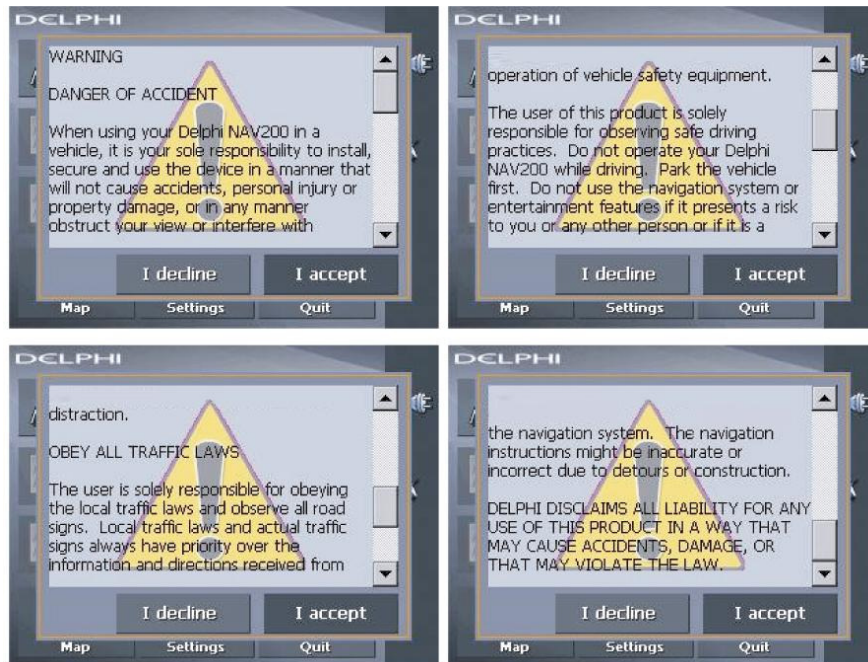 DELPHI
WARNING
DANGER OF ACCIDENT
When using your Delphi NAV200 in a
vehicle, it is your sole responsibility to install,
secure and use the device in a manner that
will not cause accidents, personal injury or
property damage, or in any manner
obstruct your view or interfere with
I decline
I accept
Map
Settings
Quit
DELPHI
operation of vehicle safety equipment.
The user of this product is solely
responsible for observing safe driving
practices. Do not operate your Delphi
NAV200 while driving. Park the vehicle
first. Do not use the navigation system or
entertainment features if it presents a risk
to you or any other person or if it is a
I decline
I accept
Map
Settings
Quit
DELPHI
distraction.
OBEY ALL TRAFFIC LAWS
The user is solely responsible for obeying
the local traffic laws and observe all road
signs. Local traffic laws and actual traffic
signs always have priority over the
information and directions received from
I decline
I accept
Map
Settings
Quit
DELPHI
the navigation system. The navigation
instructions might be inaccurate or
incorrect due to detours or construction.
DELPHI DISCLAIMS ALL LIABILITY FOR ANY
USE OF THIS PRODUCT IN A WAY THAT
MAY CAUSE ACCIDENTS, DAMAGE, OR
THAT MAY VIOLATE THE LAW.
I decline
I accept
Map
Settings
Quit